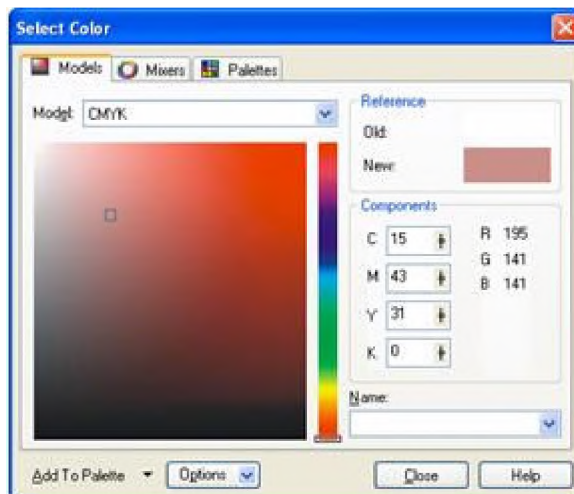 Select Color
Models Mixers Palettes
Model: CMYK
Reference
Old:
New:
Components
C 15 R 195
M 43 G 141
Y 31 B 141
K 0
Name:
Add To Palette Options Close Help